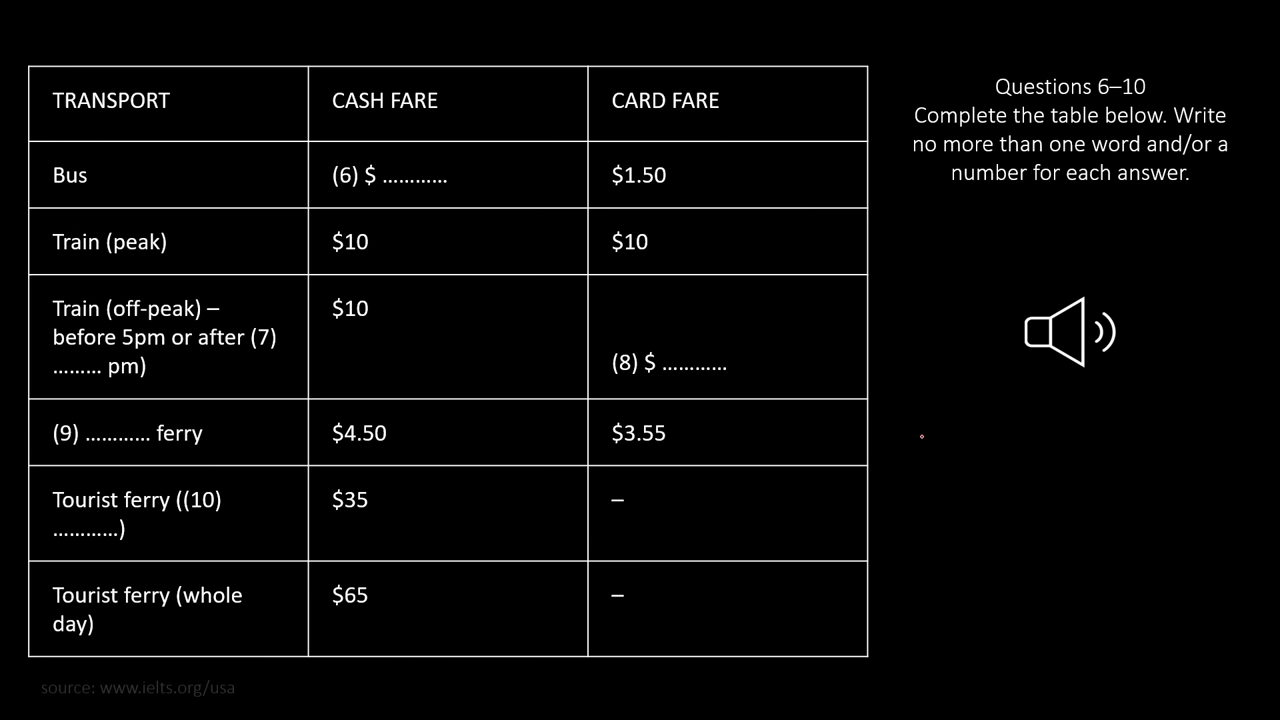 TRANSPORT
CASH FARE
CARD FARE
Bus
(6) $ …………
$1.50
Train (peak)
$10
$10
Train (off-peak) –
before 5pm or after (7)
……… pm)
$10
(8) $ …………
(9) ………… ferry
$4.50
$3.55
Tourist ferry ((10)
…………)
$35
–
Tourist ferry (whole
day)
$65
–
Questions 6–10
Complete the table below. Write
no more than one word and/or a
number for each answer.
source: www.ielts.org/usa